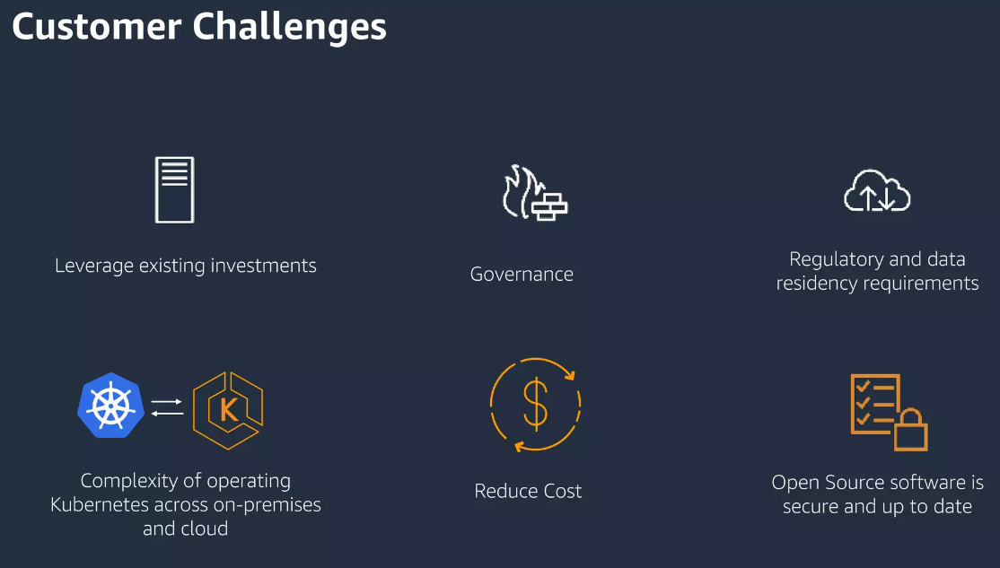 Customer Challenges
Leverage existing investments
Governance
Regulatory and data
residency requirements
K
Complexity of operating
Kubernetes across on-premises
and cloud
$
Reduce Cost
Open Source software is
secure and up to date